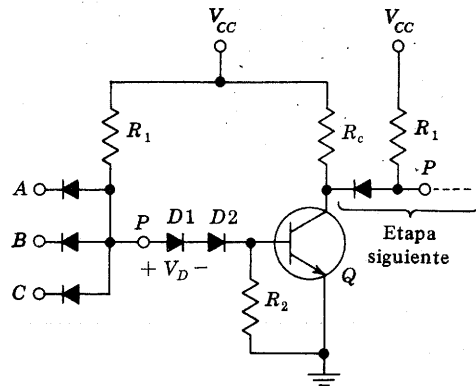 V_CC
V_CC
R_1
R_c
R_1
A
P
B
P
D1
D2
C
+ V_D −
Q
R_2
Etapa
siguiente